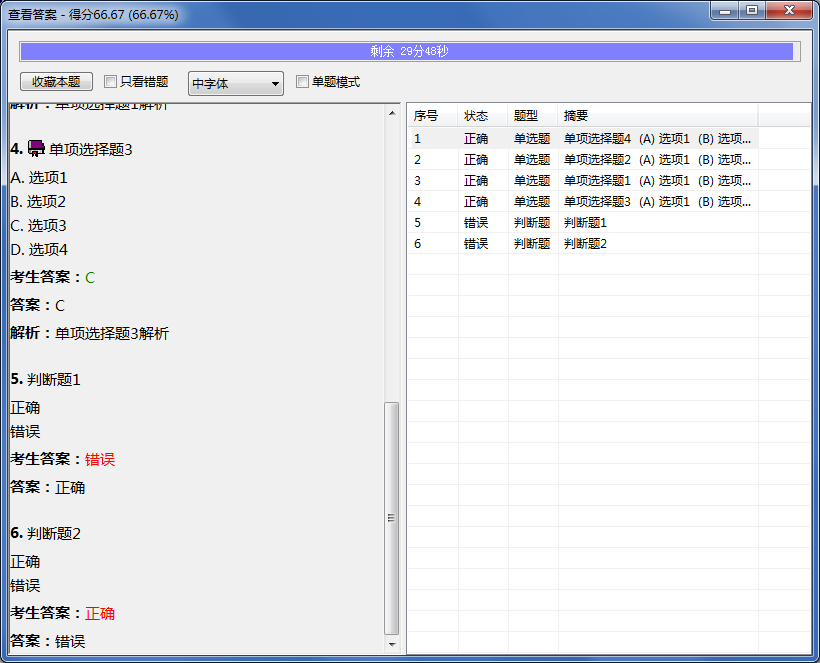 查看答案 - 得分66.67 (66.67%)
剩余 29分48秒
收藏本题 只看错题 中字体 单题模式
解析：单项选择题1解析
4. 单项选择题3
A. 选项1
B. 选项2
C. 选项3
D. 选项4
考生答案：C
答案：C
解析：单项选择题3解析
5. 判断题1
正确
错误
考生答案：错误
答案：正确
6. 判断题2
正确
错误
考生答案：正确
答案：错误
序号 状态 题型 摘要
1 正确 单选题 单项选择题4 (A) 选项1 (B) 选项...
2 正确 单选题 单项选择题2 (A) 选项1 (B) 选项...
3 正确 单选题 单项选择题1 (A) 选项1 (B) 选项...
4 正确 单选题 单项选择题3 (A) 选项1 (B) 选项...
5 错误 判断题 判断题1
6 错误 判断题 判断题2